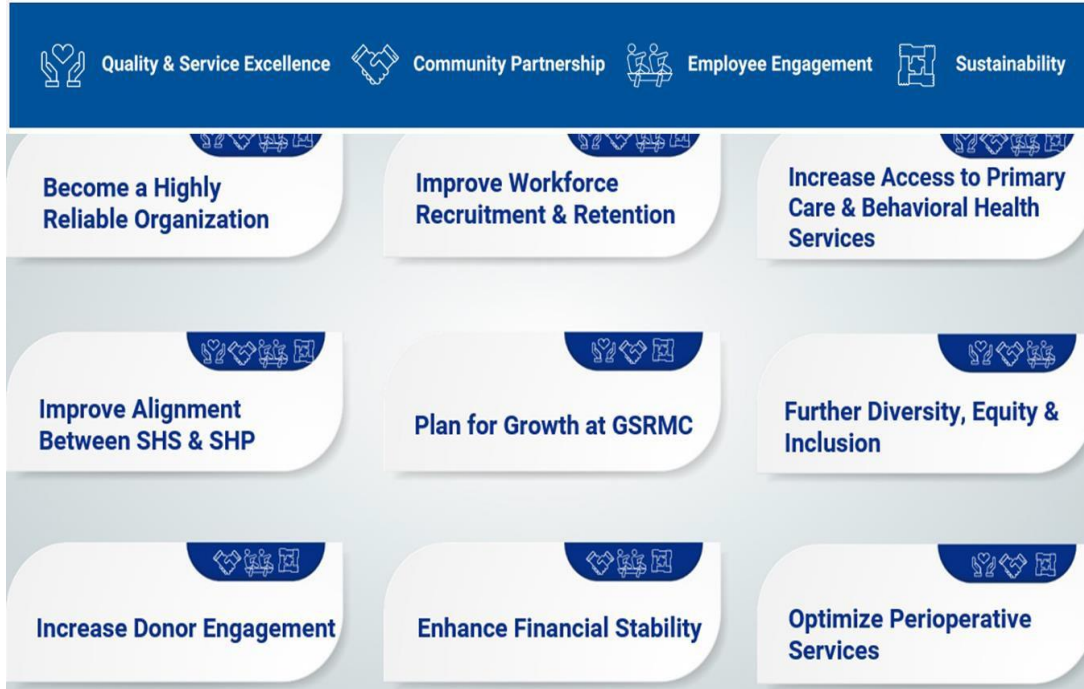 Quality & Service Excellence
Community Partnership
Employee Engagement
Sustainability
Become a Highly
Reliable Organization
Improve Workforce
Recruitment & Retention
Increase Access to Primary
Care & Behavioral Health
Services
Improve Alignment
Between SHS & SHP
Plan for Growth at GSRMC
Further Diversity, Equity &
Inclusion
Increase Donor Engagement
Enhance Financial Stability
Optimize Perioperative
Services